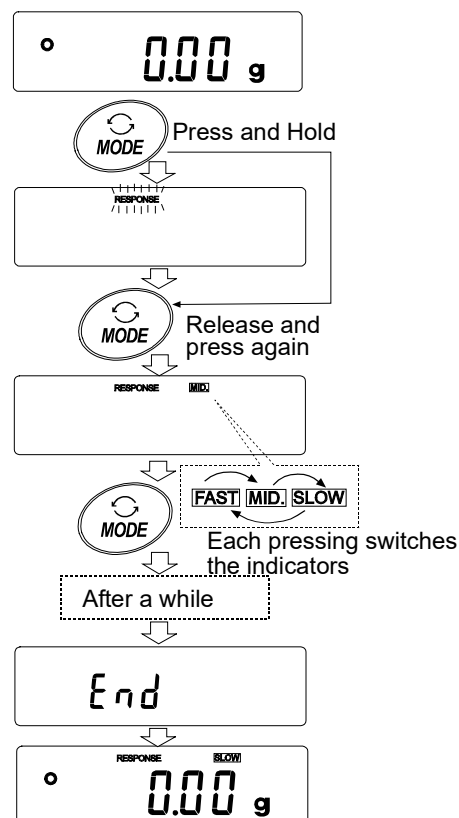 0.00 g
MODE
Press and Hold
RESPONSE
MODE
Release and
press again
RESPONSE MID.
FAST MID. SLOW
MODE
Each pressing switches
the indicators
After a while
End
RESPONSE SLOW
0.00 g